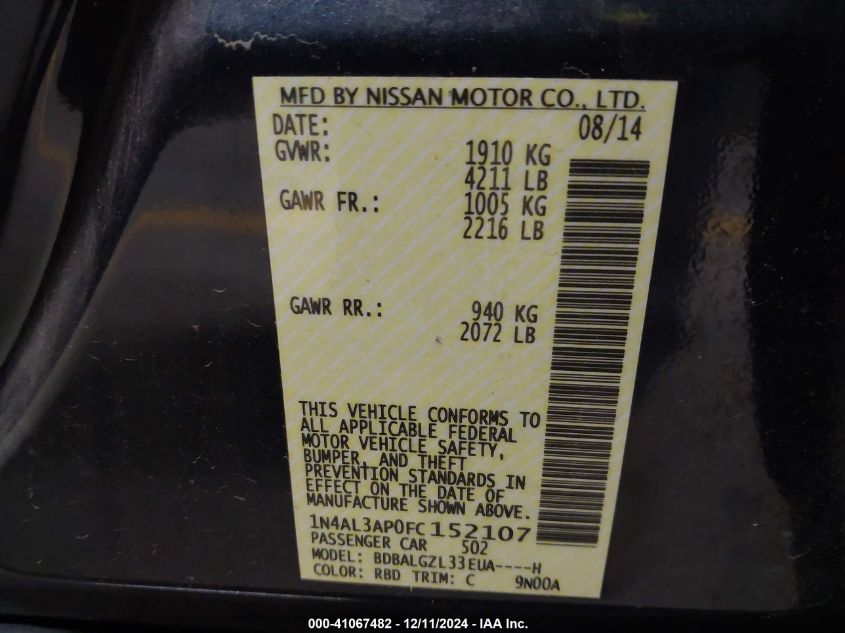 MFD BY NISSAN MOTOR CO., LTD.
DATE: 08/14
GVWR: 1910 KG
4211 LB
GAWR FR.: 1005 KG
2216 LB
GAWR RR.: 940 KG
2072 LB
THIS VEHICLE CONFORMS TO
ALL APPLICABLE FEDERAL
MOTOR VEHICLE SAFETY,
BUMPER, AND THEFT
PREVENTION STANDARDS IN
EFFECT ON THE DATE OF
MANUFACTURE SHOWN ABOVE.
1N4AL3AP0FC152107
PASSENGER CAR 502
MODEL: BDBALGZL33EUA----H
COLOR: RBD TRIM: C 9N00A
000-41067482 - 12/11/2024 - IAA Inc.